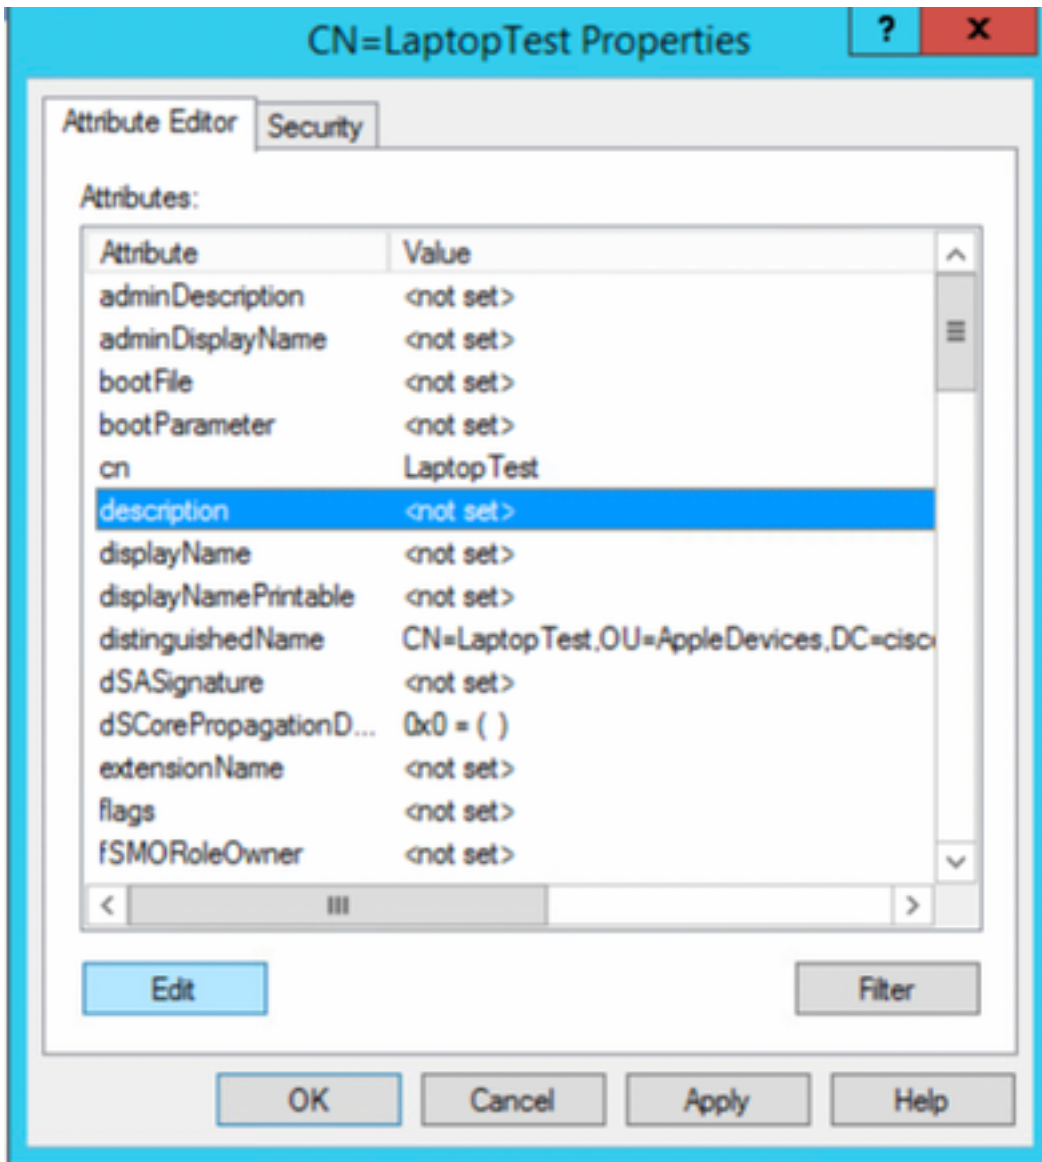 CN=LaptopTest Properties
? x
Attribute Editor Security
Attributes:
Attribute Value
adminDescription <not set>
adminDisplayName <not set>
bootFile <not set>
bootParameter <not set>
cn LaptopTest
description <not set>
displayName <not set>
displayNamePrintable <not set>
distinguishedName CN=LaptopTest,OU=AppleDevices,DC=cisc
dSASignature <not set>
dSCorePropagationD... 0x0 = ( )
extensionName <not set>
flags <not set>
fSMORoleOwner <not set>
Edit Filter
OK Cancel Apply Help